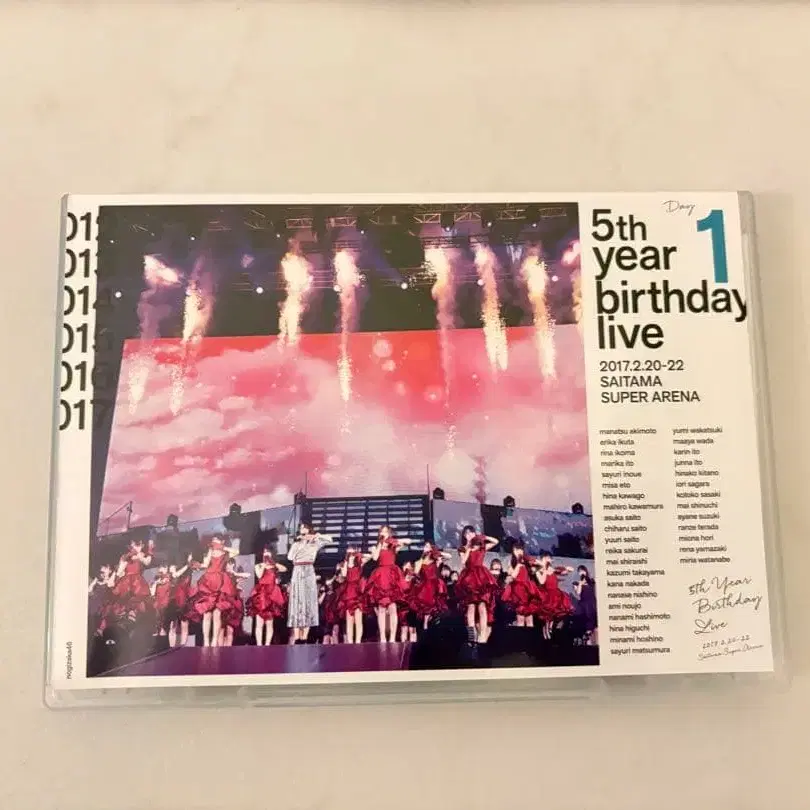 012
013
014
015
016
017
nogizaka46
Day 1
5th
year
birthday
live
2017.2.20-22
SAITAMA
SUPER ARENA
manatsu akimoto
erika ikuta
rina ikoma
marika ito
sayuri inoue
misa eto
hina kawago
mahiro kawamura
asuka saito
chiharu saito
yuuri saito
reika sakurai
mai shiraishi
kazumi takayama
kana nakada
nanase nishino
ami noujo
nanami hashimoto
hina higuchi
minami hoshino
sayuri matsumura
yumi wakatsuki
maaya wada
karin ito
junna ito
hinako kitano
iori sagara
kotoko sasaki
mai shinuchi
ayane suzuki
ranze terada
miona hori
rena yamazaki
miria watanabe
5th Year
Birthday
Live
2017.2.20-22
Saitama Super Arena